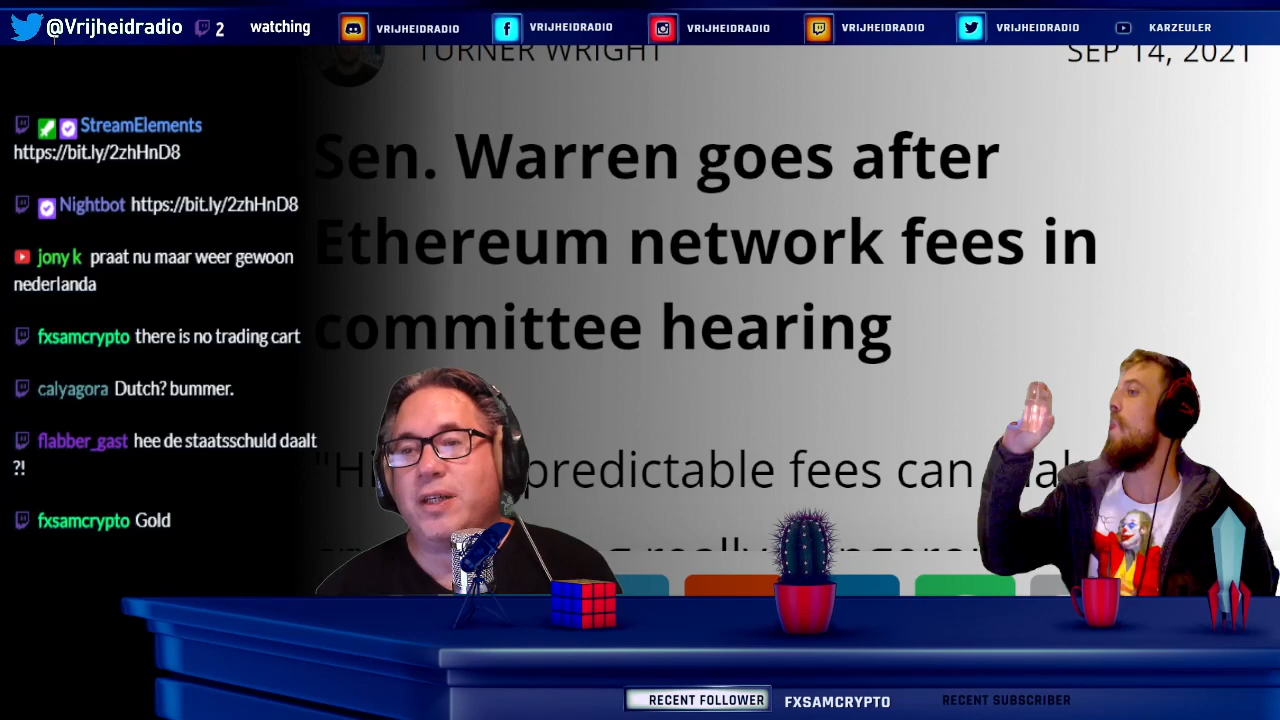 @Vrijheidradio 2 watching VRIJHEIDRADIO VRIJHEIDRADIO VRIJHEIDRADIO VRIJHEIDRADIO VRIJHEIDRADIO KARZEULER
TURNER WRIGHT SEP 14, 2021
StreamElements
https://bit.ly/2zhHnD8
Nightbot https://bit.ly/2zhHnD8
jony k praat nu maar weer gewoon
nederlanda
fxsamcrypto there is no trading cart
calyagora Dutch? bummer.
flabber_gast hee de staatsschuld daalt
?!
fxsamcrypto Gold
Sen. Warren goes after
Ethereum network fees in
committee hearing
predictable fees can
really
RECENT FOLLOWER FXSAMCRYPTO RECENT SUBSCRIBER